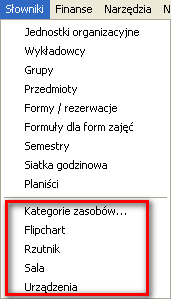 Słowniki Finanse Narzędzia N
Jednostki organizacyjne
Wykładowcy
Grupy
Przedmioty
Formy / rezerwacje
Formuły dla form zajęć
Semestry
Siatka godzinowa
Planiści
Kategorie zasobów...
Flipchart
Rzutnik
Sala
Urządzenia